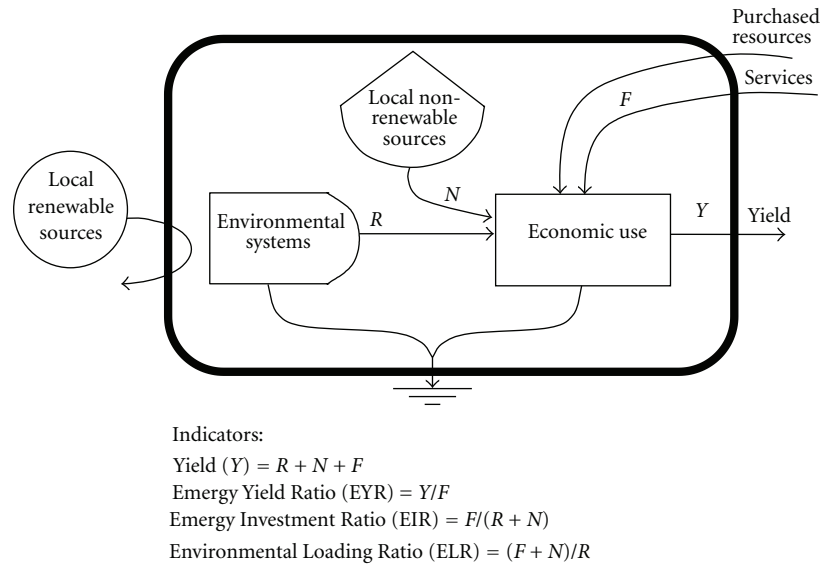 Purchased
resources
Services
Local non-
renewable
sources
F
Local
renewable
sources
N
Environmental
systems
R
Economic use
Y
Yield
Indicators:
Yield (Y) = R + N + F
Emergy Yield Ratio (EYR) = Y/F
Emergy Investment Ratio (EIR) = F/(R + N)
Environmental Loading Ratio (ELR) = (F + N)/R